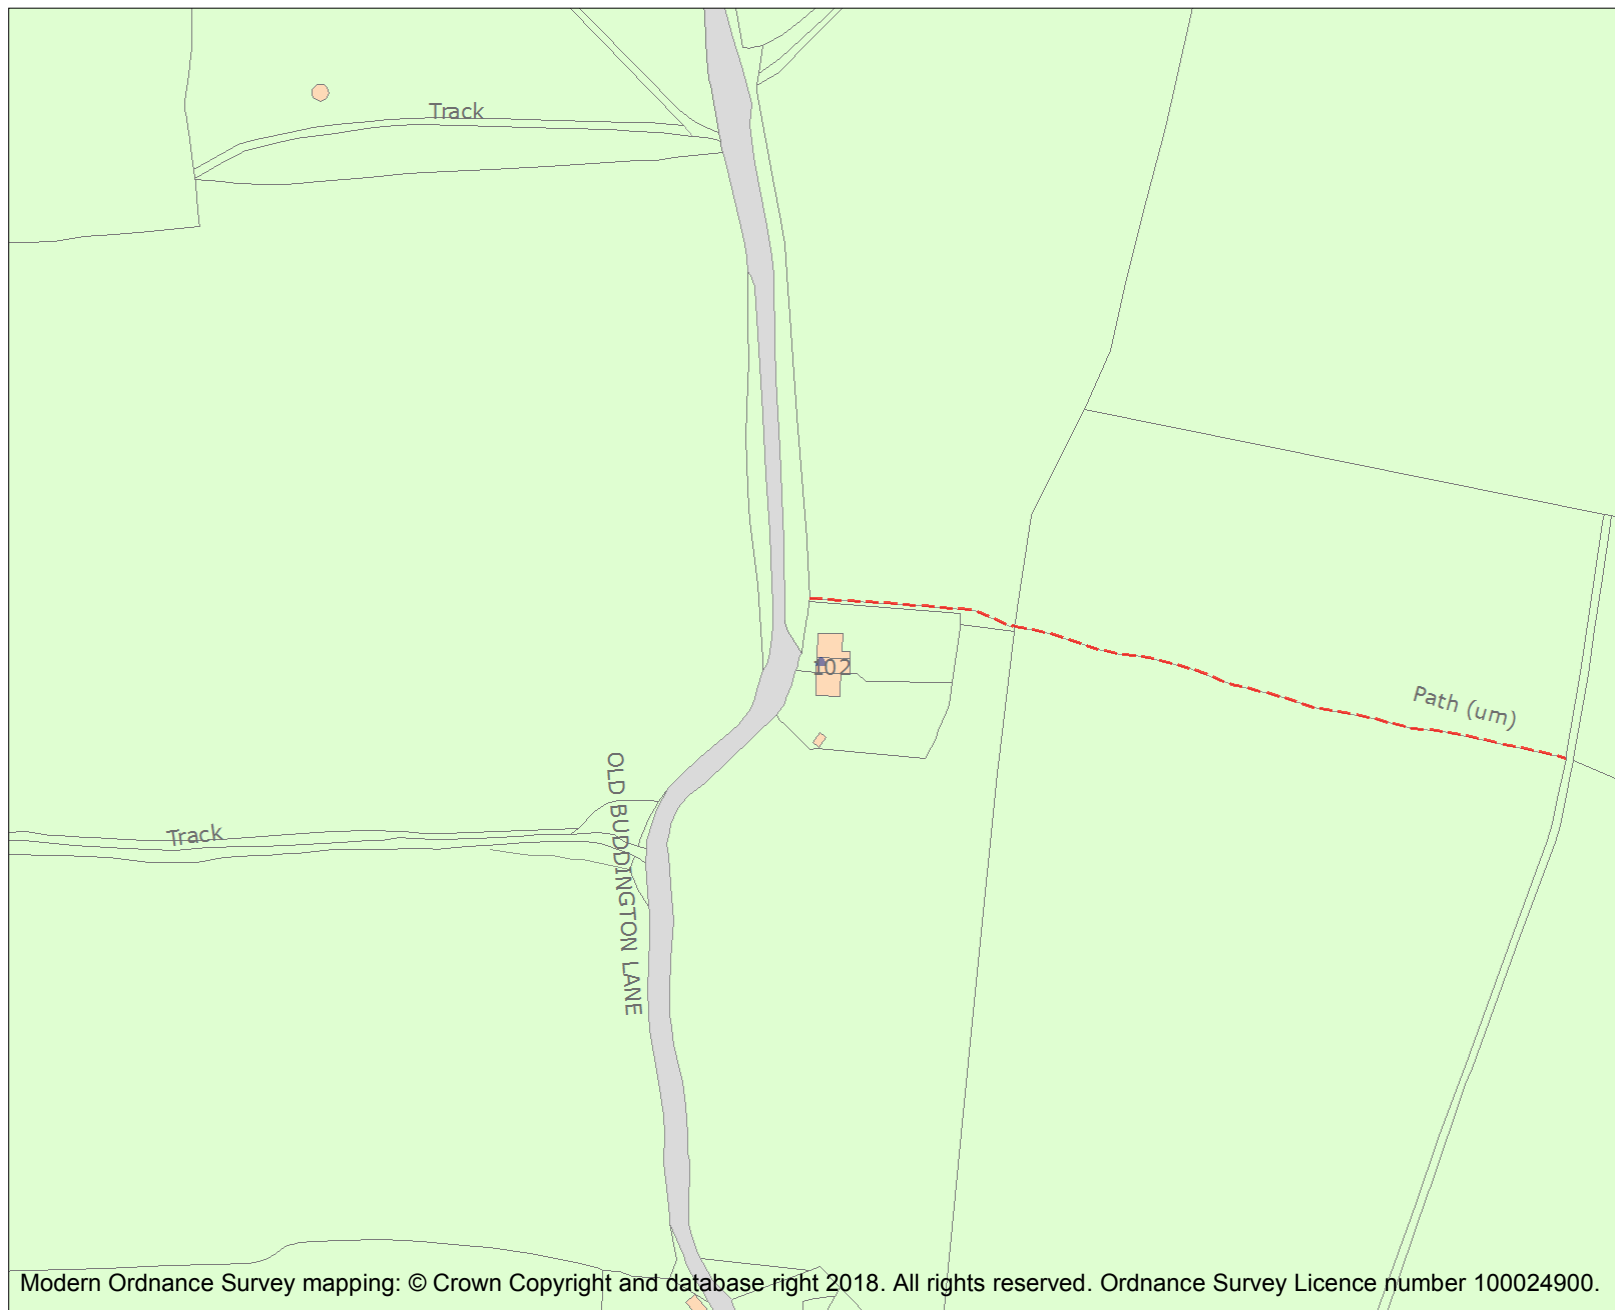 Track
102
Path (um)
OLD BUDDINGTON LANE
Track
Modern Ordnance Survey mapping: © Crown Copyright and database right 2018. All rights reserved. Ordnance Survey Licence number 100024900.